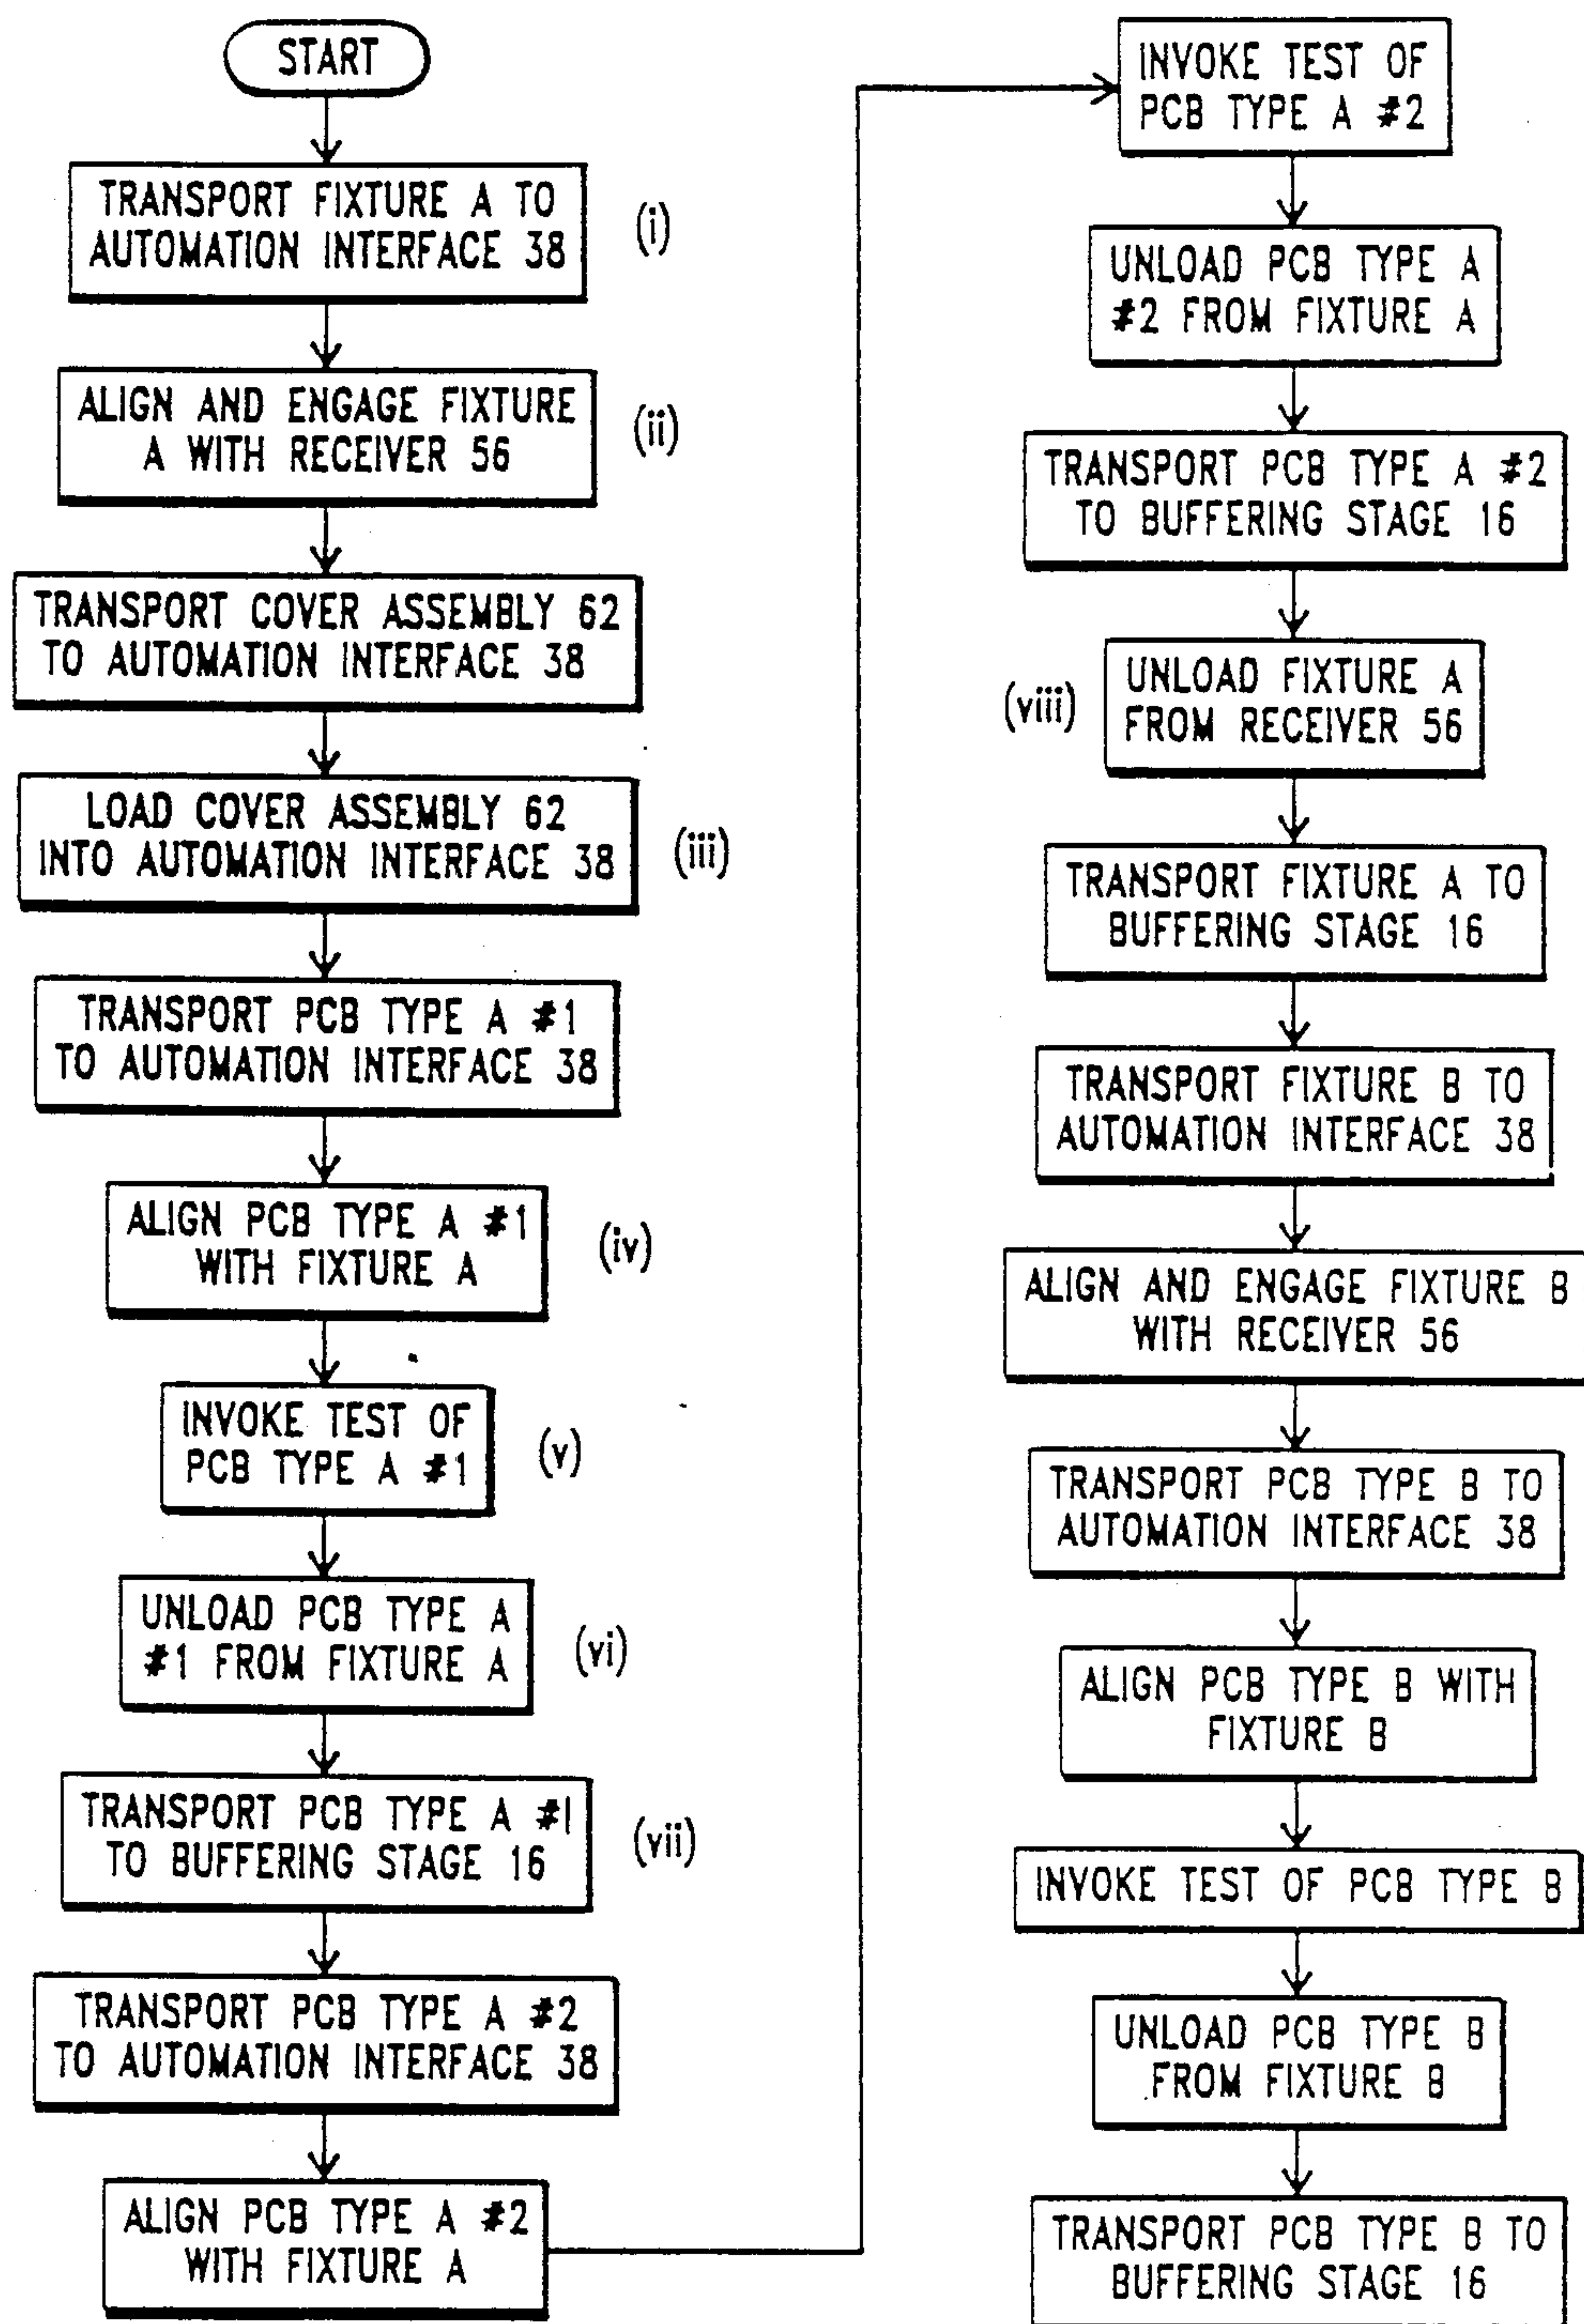 START
TRANSPORT FIXTURE A TO
AUTOMATION INTERFACE 38
(i)
ALIGN AND ENGAGE FIXTURE
A WITH RECEIVER 56
(ii)
TRANSPORT COVER ASSEMBLY 62
TO AUTOMATION INTERFACE 38
LOAD COVER ASSEMBLY 62
INTO AUTOMATION INTERFACE 38
(iii)
TRANSPORT PCB TYPE A #1
TO AUTOMATION INTERFACE 38
ALIGN PCB TYPE A #1
WITH FIXTURE A
(iv)
INVOKE TEST OF
PCB TYPE A #1
(v)
UNLOAD PCB TYPE A
#1 FROM FIXTURE A
(vi)
TRANSPORT PCB TYPE A #1
TO BUFFERING STAGE 16
(vii)
TRANSPORT PCB TYPE A #2
TO AUTOMATION INTERFACE 38
ALIGN PCB TYPE A #2
WITH FIXTURE A
INVOKE TEST OF
PCB TYPE A #2
UNLOAD PCB TYPE A
#2 FROM FIXTURE A
TRANSPORT PCB TYPE A #2
TO BUFFERING STAGE 16
(viii)
UNLOAD FIXTURE A
FROM RECEIVER 56
TRANSPORT FIXTURE A TO
BUFFERING STAGE 16
TRANSPORT FIXTURE B TO
AUTOMATION INTERFACE 38
ALIGN AND ENGAGE FIXTURE B
WITH RECEIVER 56
TRANSPORT PCB TYPE B TO
AUTOMATION INTERFACE 38
ALIGN PCB TYPE B WITH
FIXTURE B
INVOKE TEST OF PCB TYPE B
UNLOAD PCB TYPE B
FROM FIXTURE B
TRANSPORT PCB TYPE B TO
BUFFERING STAGE 16